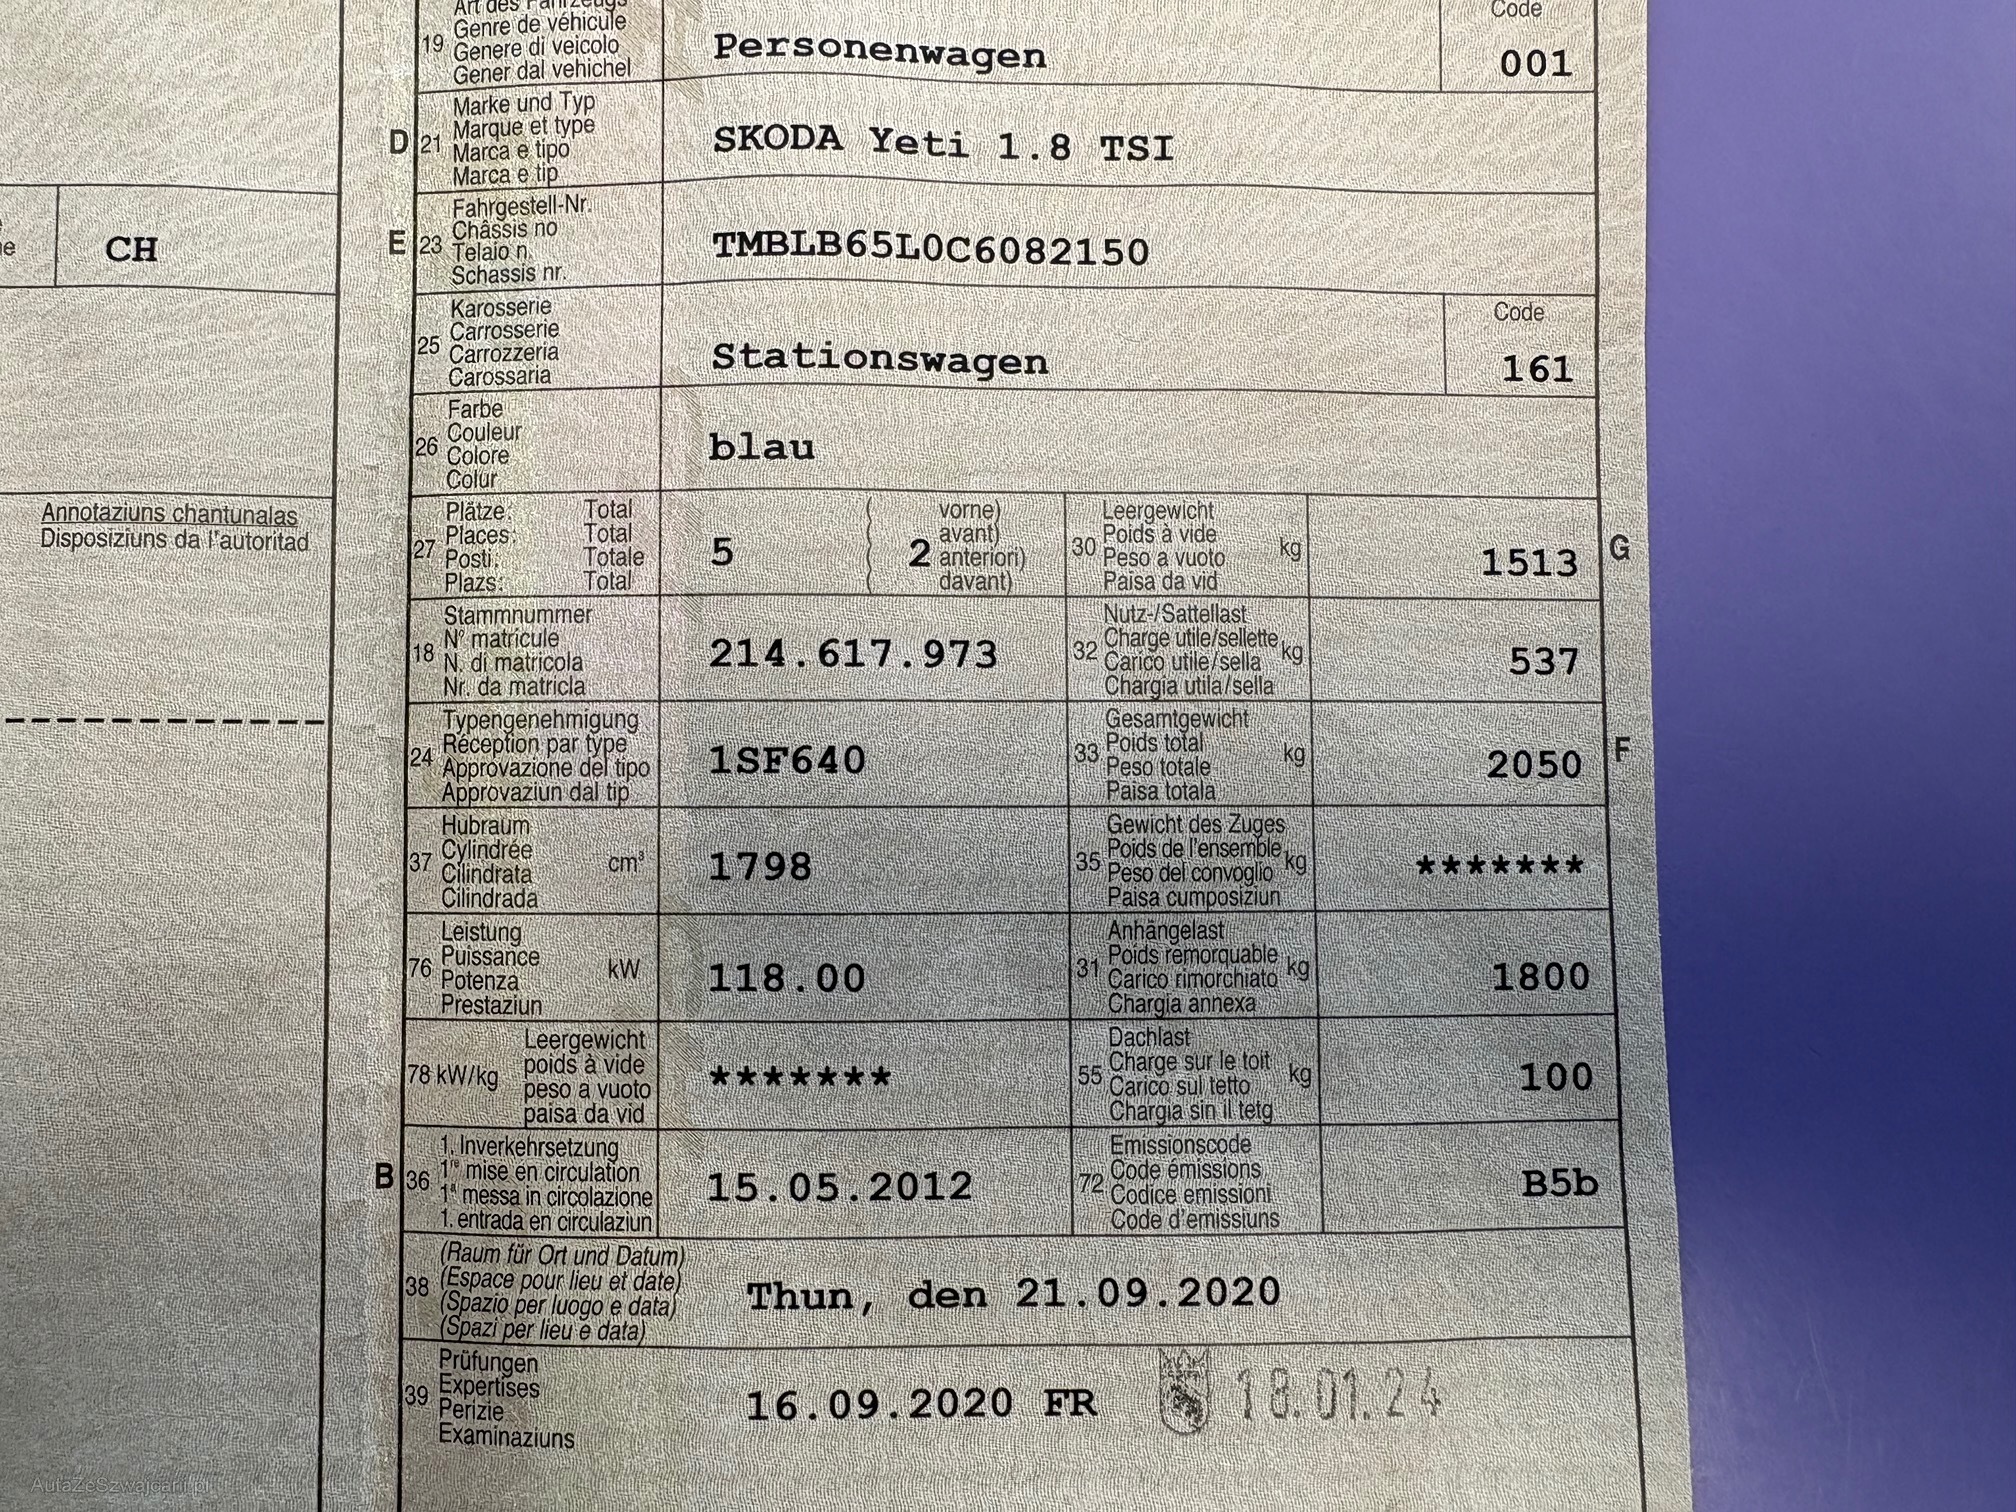 Art des Fahrzeugs
Genre de véhicule
19 Genere di veicolo
Gener dal vehichel
Personenwagen
Code
001
Marke und Typ
D 21 Marque et type
Marca e tipo
Marca e tip
SKODA Yeti 1.8 TSI
CH
Fahrgestell-Nr.
E 23 Châssis no
Telaio n.
Schassis nr.
TMBLB65L0C6082150
Karosserie
25 Carrosserie
Carrozzeria
Carossaria
Stationswagen
Code
161
Farbe
26 Couleur
Colore
Colur
blau
Annotaziuns chantunalas
Disposiziuns da l'autoritad
Plätze: Total
27 Places: Total
Posti: Totale
Plazs: Total
5
2
vorne)
avant)
anteriori)
davant)
Leergewicht
30 Poids à vide kg
Peso a vuoto
Paisa da vid
1513 G
Stammnummer
18 N° matricule
N. di matricola
Nr. da matricla
214.617.973
Nutz-/Sattellast
32 Charge utile/sellette kg
Carico utile/sella
Chargia utila/sella
537
Typengenehmigung
24 Réception par type
Approvazione del tipo
Approvaziun dal tip
1SF640
Gesamtgewicht
33 Poids total kg
Peso totale
Paisa totala
2050 F
Hubraum
37 Cylindrée cm³
Cilindrata
Cilindrada
1798
Gewicht des Zuges
35 Poids de l'ensemble kg
Peso del convoglio
Paisa cumposiziun
*******
Leistung
76 Puissance kW
Potenza
Prestaziun
118.00
Anhängelast
31 Poids remorquable kg
Carico rimorchiato
Chargia annexa
1800
Leergewicht
78 kW/kg poids à vide
peso a vuoto
paisa da vid
*******
Dachlast
55 Charge sur le toit kg
Carico sul tetto
Chargia sin il tetg
100
1. Inverkehrsetzung
B 36 1re mise en circulation
1a messa in circolazione
1. entrada en circulaziun
15.05.2012
Emissionscode
72 Code émissions
Codice emissioni
Code d'emissiuns
B5b
(Raum für Ort und Datum)
38 (Espace pour lieu et date)
(Spazio per luogo e data)
(Spazi per lieu e data)
Thun, den 21.09.2020
Prüfungen
39 Expertises
Perizie
Examinaziuns
16.09.2020 FR 18.01.24
AutaZeSzwajcarii.pl